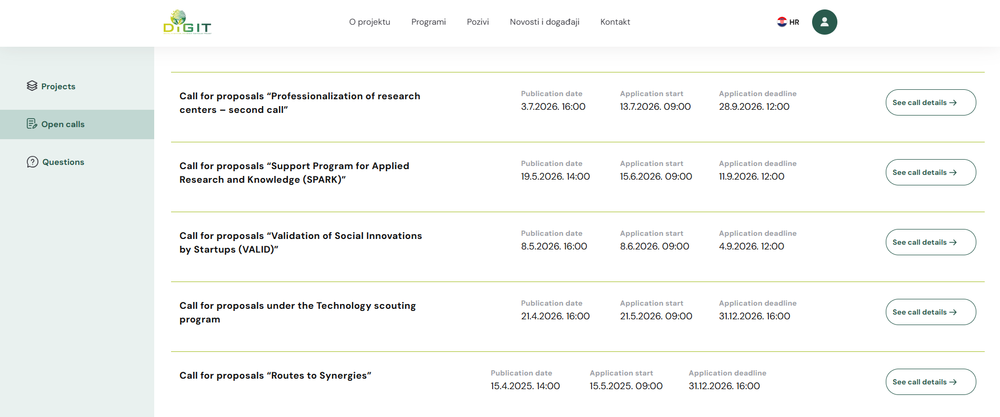 DIGIT
O projektu
Programi
Pozivi
Novosti i događaji
Kontakt
HR
Projects
Open calls
Questions
Call for proposals “Professionalization of research
centers – second call”
Publication date
3.7.2026. 16:00
Application start
13.7.2026. 09:00
Application deadline
28.9.2026. 12:00
See call details →
Call for proposals “Support Program for Applied
Research and Knowledge (SPARK)”
Publication date
19.5.2026. 14:00
Application start
15.6.2026. 09:00
Application deadline
11.9.2026. 12:00
See call details →
Call for proposals “Validation of Social Innovations
by Startups (VALID)”
Publication date
8.5.2026. 16:00
Application start
8.6.2026. 09:00
Application deadline
4.9.2026. 12:00
See call details →
Call for proposals under the Technology scouting
program
Publication date
21.4.2026. 16:00
Application start
21.5.2026. 09:00
Application deadline
31.12.2026. 16:00
See call details →
Call for proposals “Routes to Synergies”
Publication date
15.4.2025. 14:00
Application start
15.5.2025. 09:00
Application deadline
31.12.2026. 16:00
See call details →